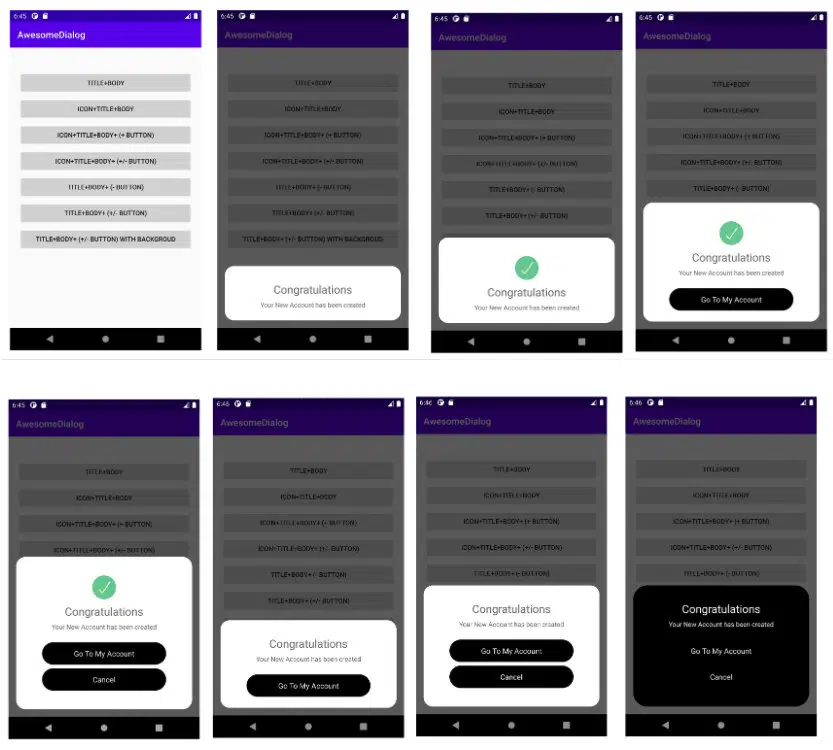 6:45
AwesomeDialog
TITLE+BODY
ICON+TITLE+BODY
ICON+TITLE+BODY+ (+ BUTTON)
ICON+TITLE+BODY+ (+/- BUTTON)
TITLE+BODY+ (- BUTTON)
TITLE+BODY+ (+/- BUTTON)
TITLE+BODY+ (+/- BUTTON) WITH BACKGROUD
6:45
AwesomeDialog
TITLE+BODY
ICON+TITLE+BODY
ICON+TITLE+BODY+ (+ BUTTON)
ICON+TITLE+BODY+ (+/- BUTTON)
TITLE+BODY+ (- BUTTON)
TITLE+BODY+ (+/- BUTTON)
TITLE+BODY+ (+/- BUTTON) WITH BACKGROUD
Congratulations
Your New Account has been created
6:45
AwesomeDialog
TITLE+BODY
ICON+TITLE+BODY
ICON+TITLE+BODY+ (+ BUTTON)
ICON+TITLE+BODY+ (+/- BUTTON)
TITLE+BODY+ (- BUTTON)
TITLE+BODY+ (+/- BUTTON)
Congratulations
Your New Account has been created
6:45
AwesomeDialog
TITLE+BODY
ICON+TITLE+BODY
ICON+TITLE+BODY+ (+ BUTTON)
ICON+TITLE+BODY+ (+/- BUTTON)
TITLE+BODY+ (- BUTTON)
Congratulations
Your New Account has been created
Go To My Account
6:45
AwesomeDialog
TITLE+BODY
ICON+TITLE+BODY
ICON+TITLE+BODY+ (+ BUTTON)
ICON+TITLE+BODY+ (+/- BUTTON)
Congratulations
Your New Account has been created
Go To My Account
Cancel
6:46
AwesomeDialog
TITLE+BODY
ICON+TITLE+BODY
ICON+TITLE+BODY+ (+ BUTTON)
ICON+TITLE+BODY+ (+/- BUTTON)
TITLE+BODY+ (- BUTTON)
TITLE+BODY+ (+/- BUTTON)
Congratulations
Your New Account has been created
Go To My Account
6:46
AwesomeDialog
TITLE+BODY
ICON+TITLE+BODY
ICON+TITLE+BODY+ (+ BUTTON)
ICON+TITLE+BODY+ (+/- BUTTON)
TITLE+BODY+ (- BUTTON)
Congratulations
Your New Account has been created
Go To My Account
Cancel
6:46
AwesomeDialog
TITLE+BODY
ICON+TITLE+BODY
ICON+TITLE+BODY+ (+ BUTTON)
ICON+TITLE+BODY+ (+/- BUTTON)
TITLE+BODY+ (- BUTTON)
Congratulations
Your New Account has been created
Go To My Account
Cancel